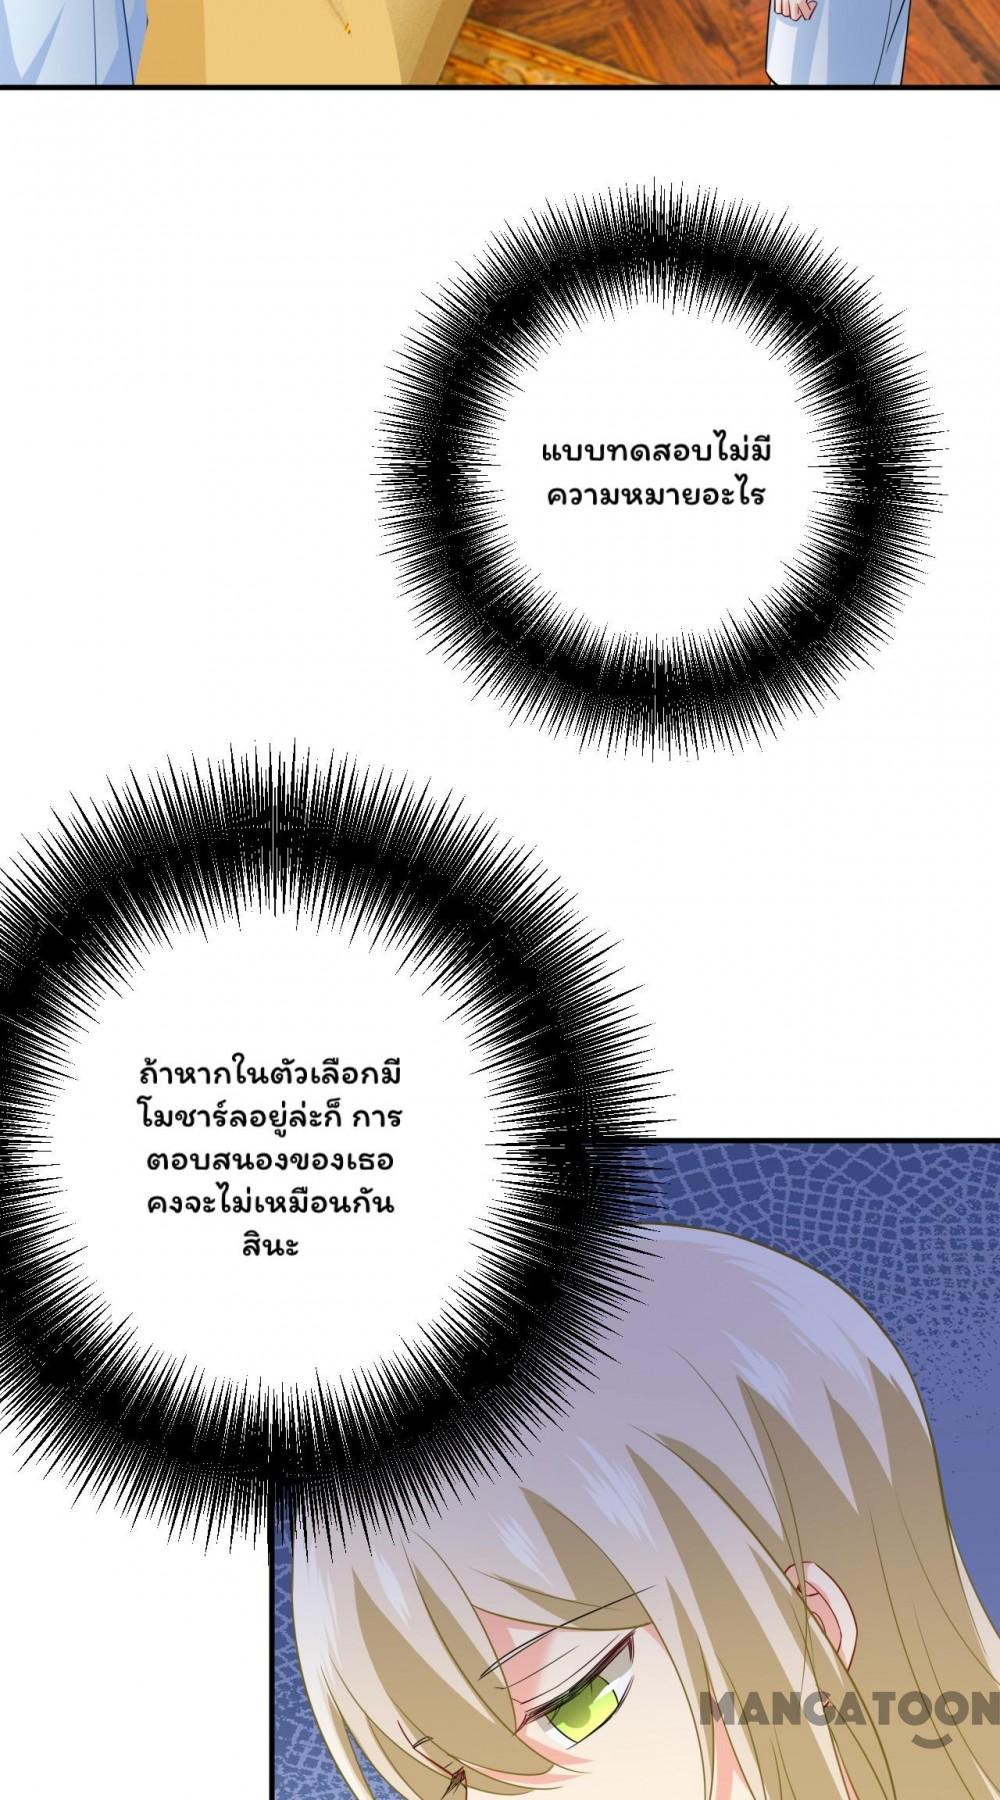 แบบทดสอบไม่มี
ความหมายอะไร
ถ้าหากในตัวเลือกมี
โมชาร์ลอยู่ล่ะก็ การ
ตอบสนองของเธอ
คงจะไม่เหมือนกัน
สินะ
MANGATOON